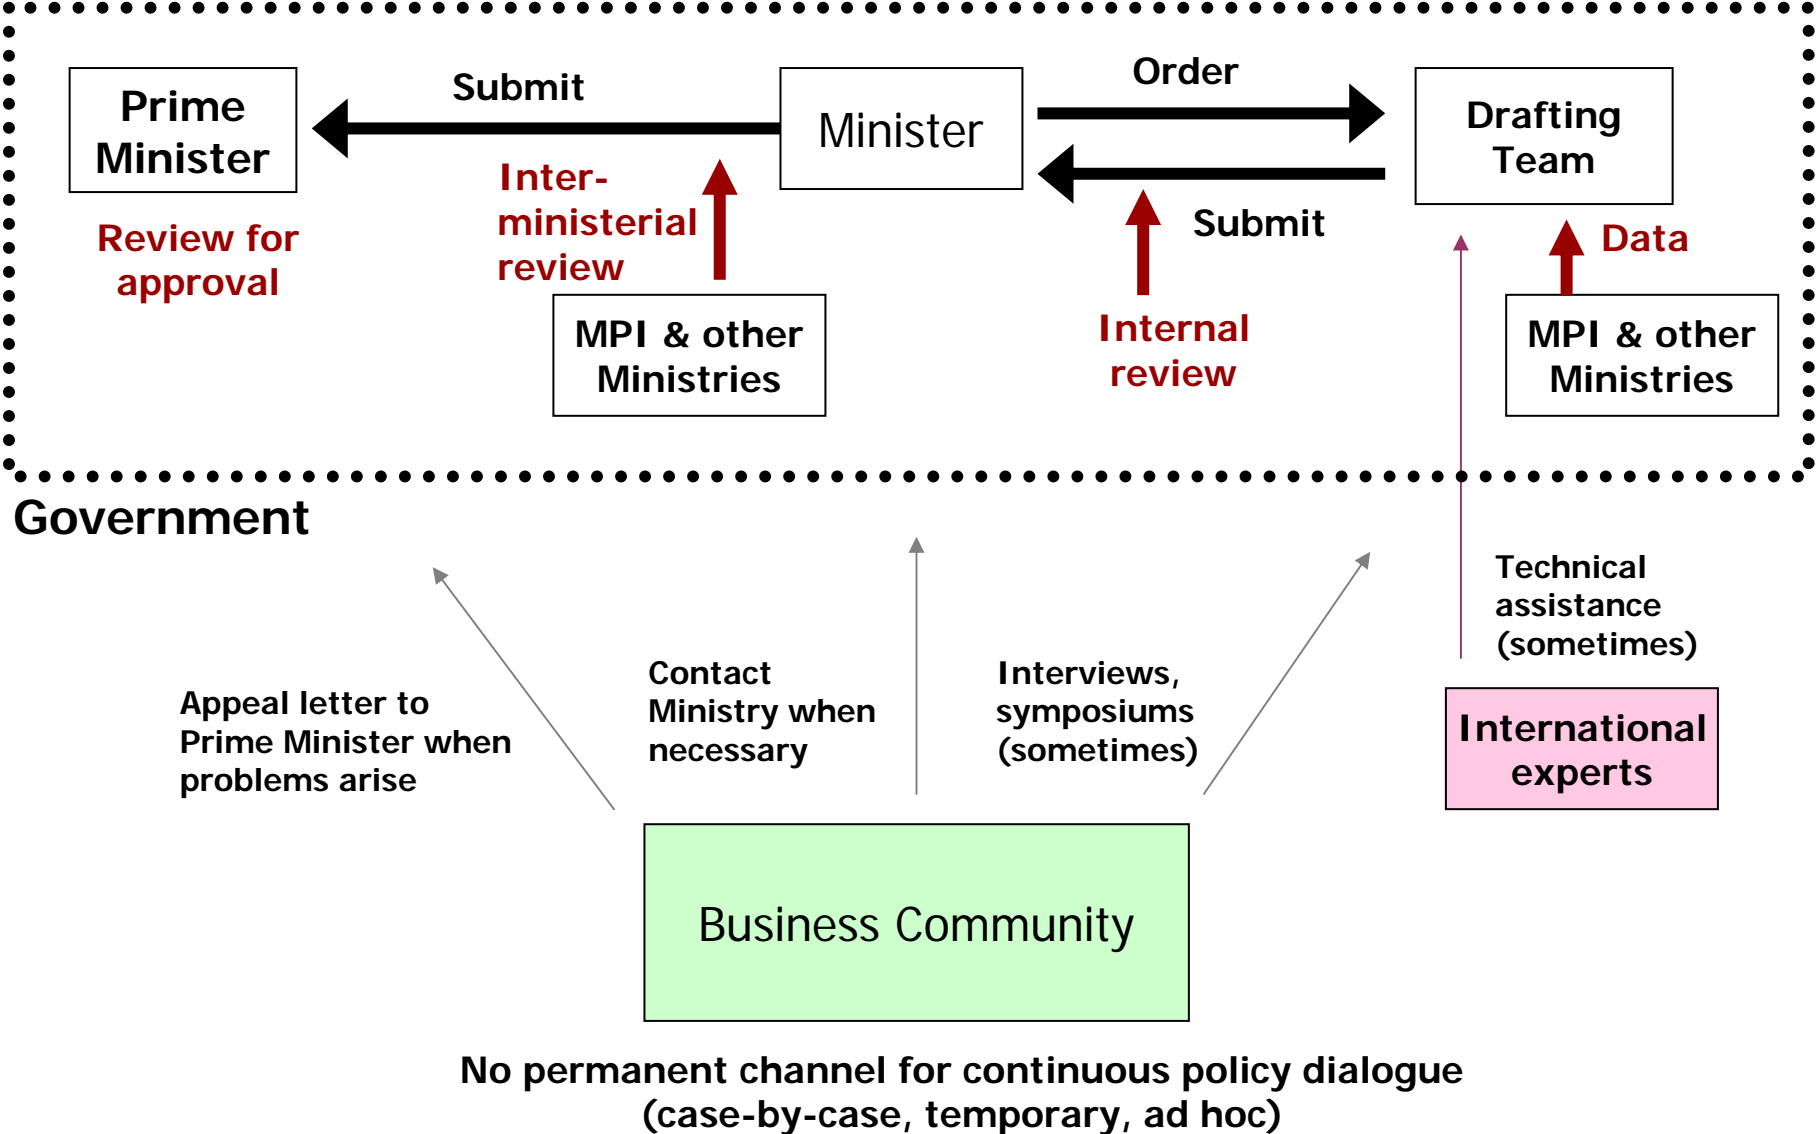 Prime
Minister
Submit
Minister
Order
Drafting
Team
Review for
approval
Inter-
ministerial
review
Submit
Data
MPI & other
Ministries
Internal
review
MPI & other
Ministries
Government
Technical
assistance
(sometimes)
Appeal letter to
Prime Minister when
problems arise
Contact
Ministry when
necessary
Interviews,
symposiums
(sometimes)
International
experts
Business Community
No permanent channel for continuous policy dialogue
(case-by-case, temporary, ad hoc)